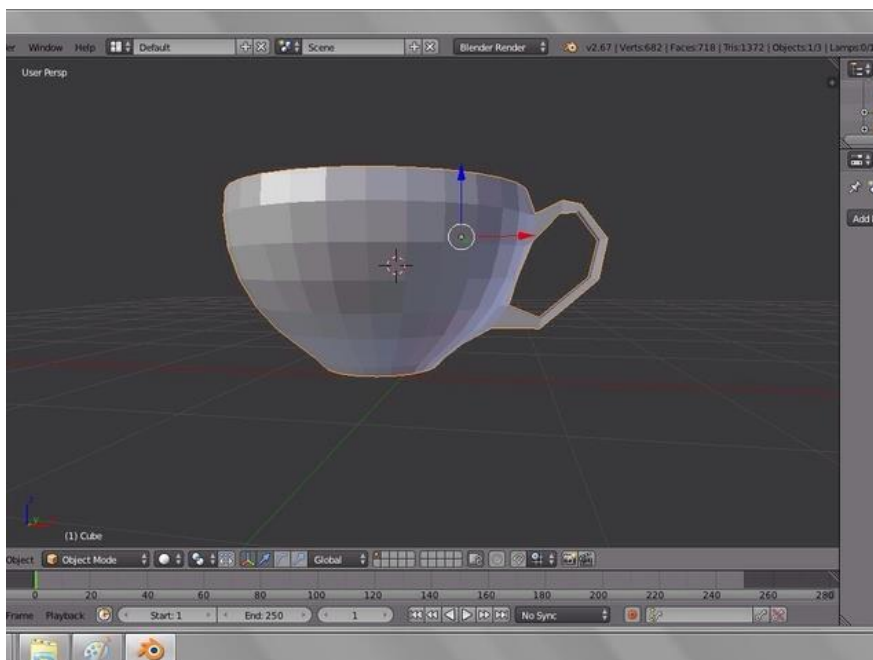 Window Help Default Scene Blender Render v2.67 | Verts:682 | Faces:718 | Tris:1372 | Objects:1/3 | Lamps:0/1
User Persp
Add
(1) Cube
Object Mode Global
0 20 40 60 80 100 120 140 160 180 200 220 240 260 280
Frame Playback Start: 1 End: 250 1 No Sync